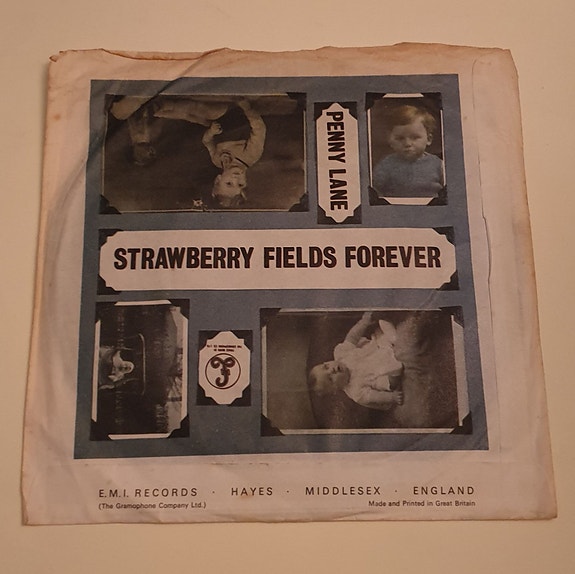 PENNY LANE
STRAWBERRY FIELDS FOREVER
E.M.I. RECORDS · HAYES · MIDDLESEX · ENGLAND
(The Gramophone Company Ltd.) Made and Printed in Great Britain